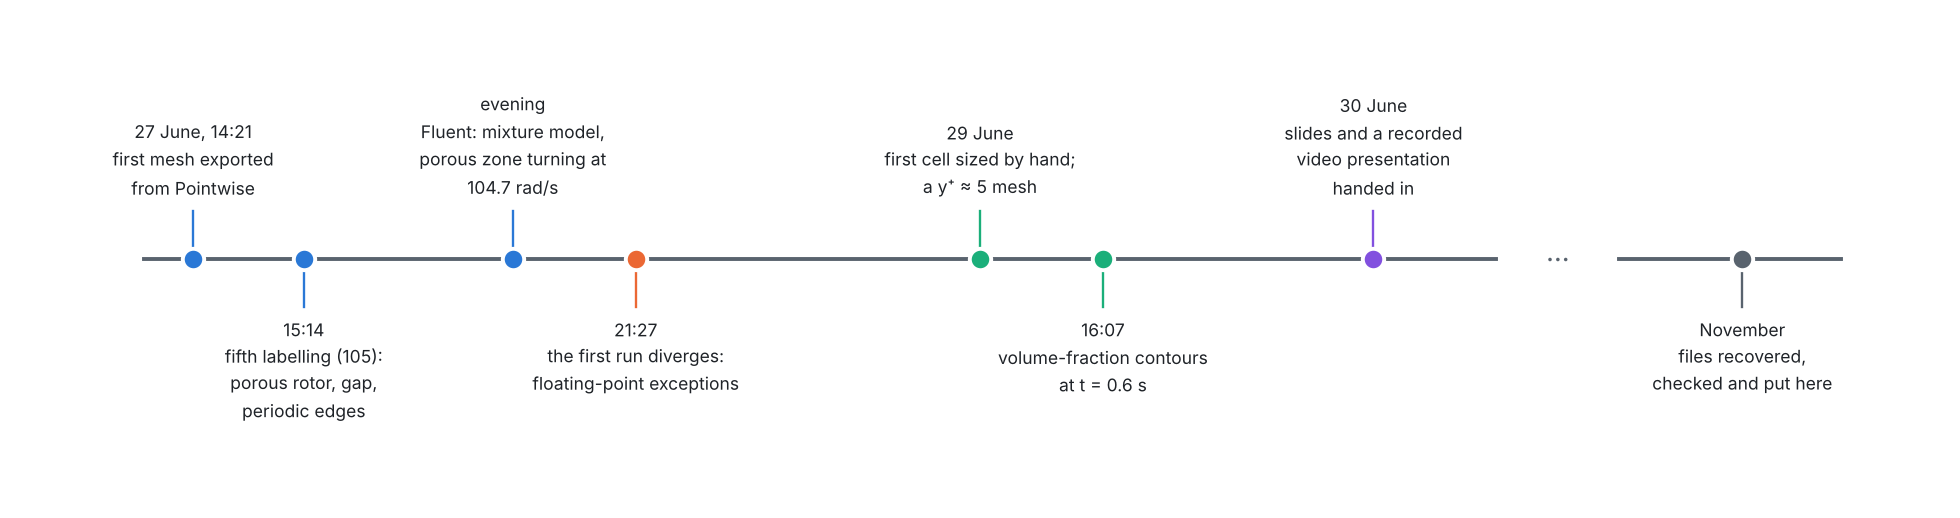 27 June, 14:21
first mesh exported
from Pointwise
15:14
fifth labelling (105):
porous rotor, gap,
periodic edges
evening
Fluent: mixture model,
porous zone turning at
104.7 rad/s
21:27
the first run diverges:
floating-point exceptions
29 June
first cell sized by hand;
a y⁺ ≈ 5 mesh
16:07
volume-fraction contours
at t = 0.6 s
30 June
slides and a recorded
video presentation
handed in
...
November
files recovered,
checked and put here